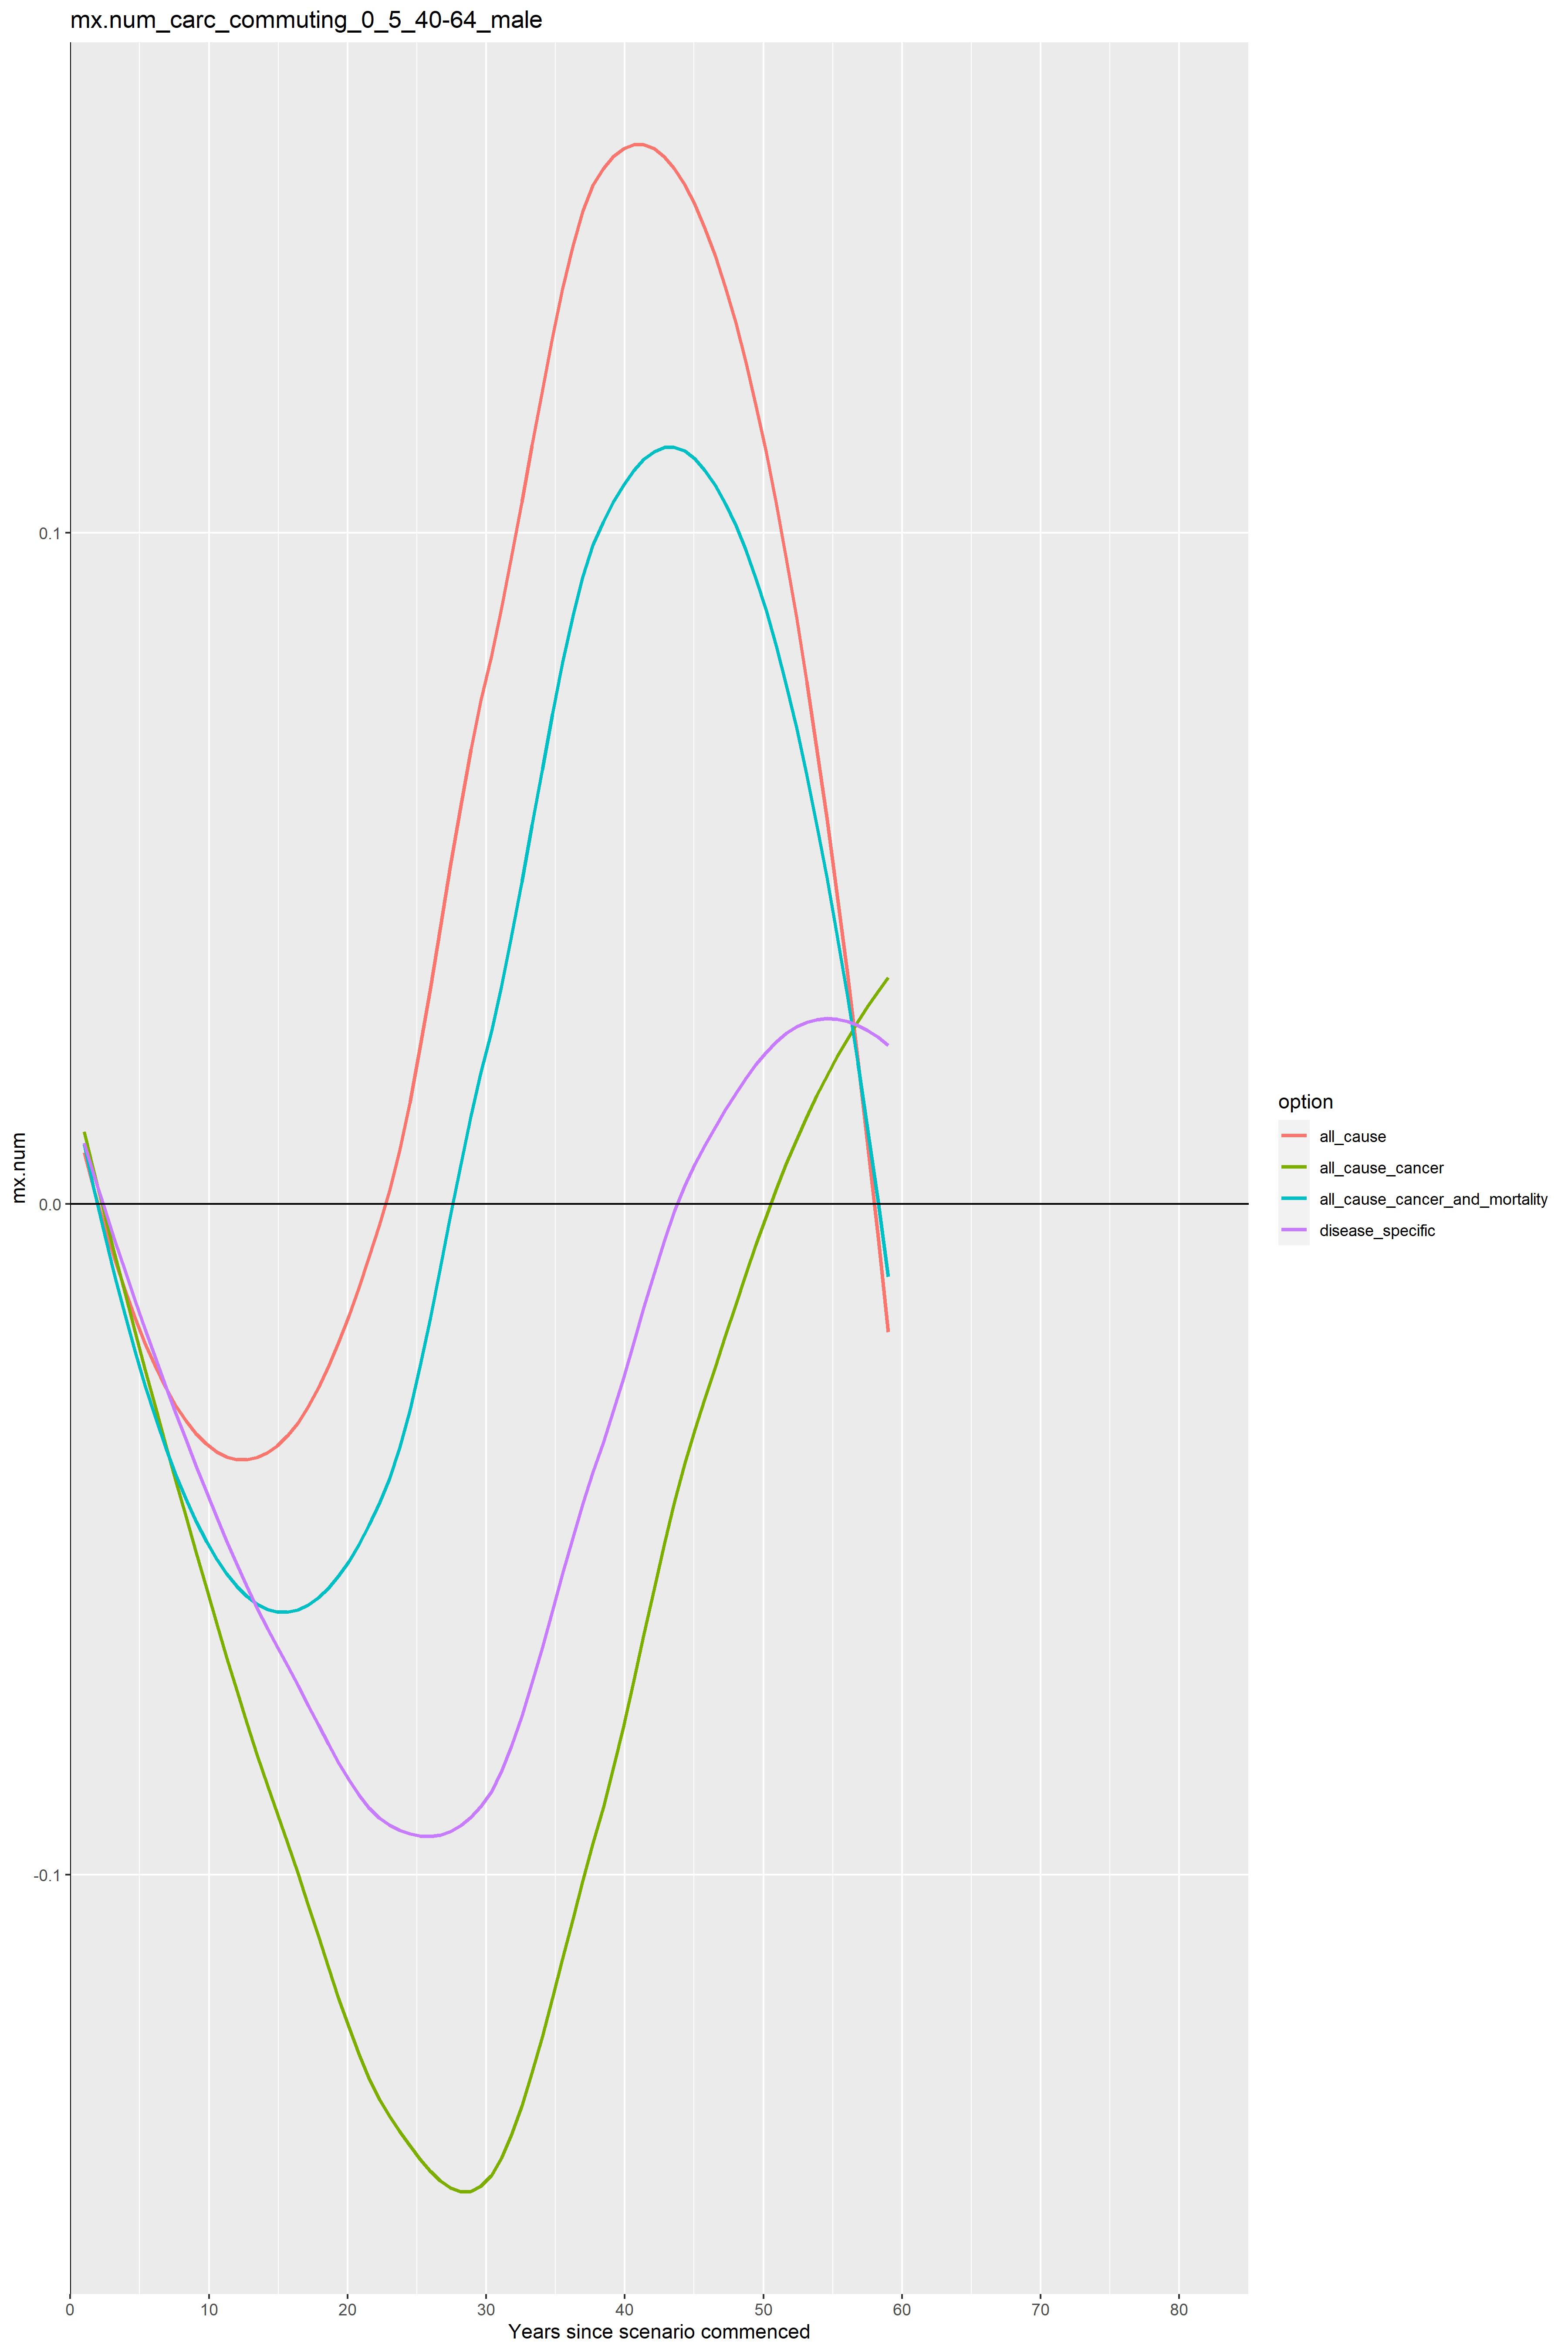 mx.num_carc_commuting_0_5_40-64_male
mx.num
0.1
0.0
-0.1
0 10 20 30 40 50 60 70 80
Years since scenario commenced
option
all_cause
all_cause_cancer
all_cause_cancer_and_mortality
disease_specific